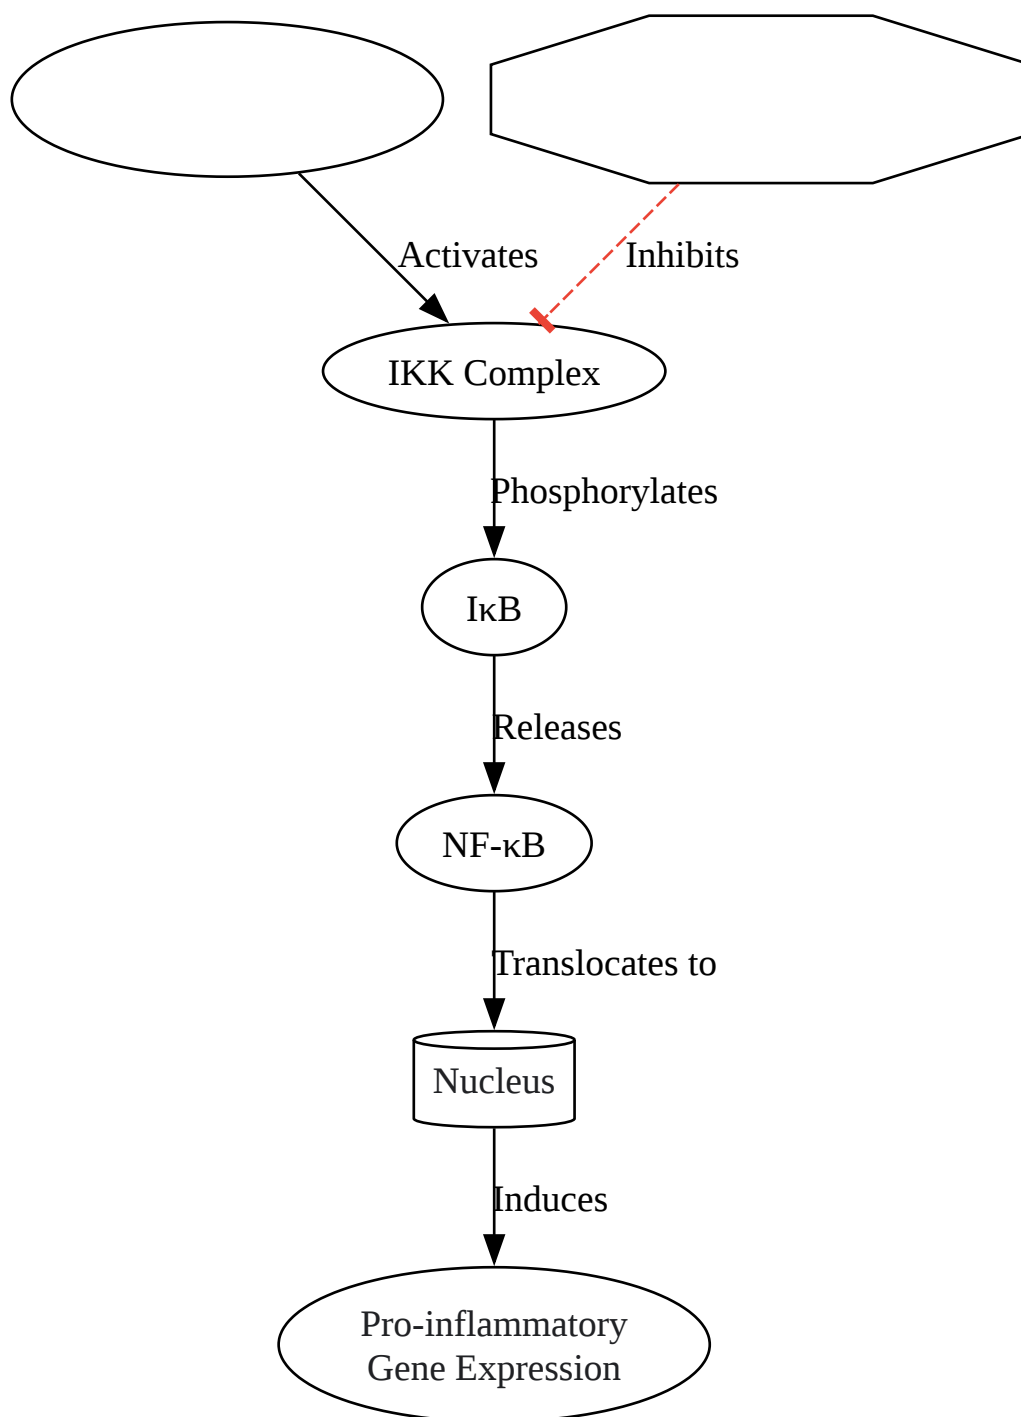 Activates
Inhibits
IKK Complex
Phosphorylates
IκB
Releases
NF-κB
Translocates to
Nucleus
Induces
Pro-inflammatory
Gene Expression